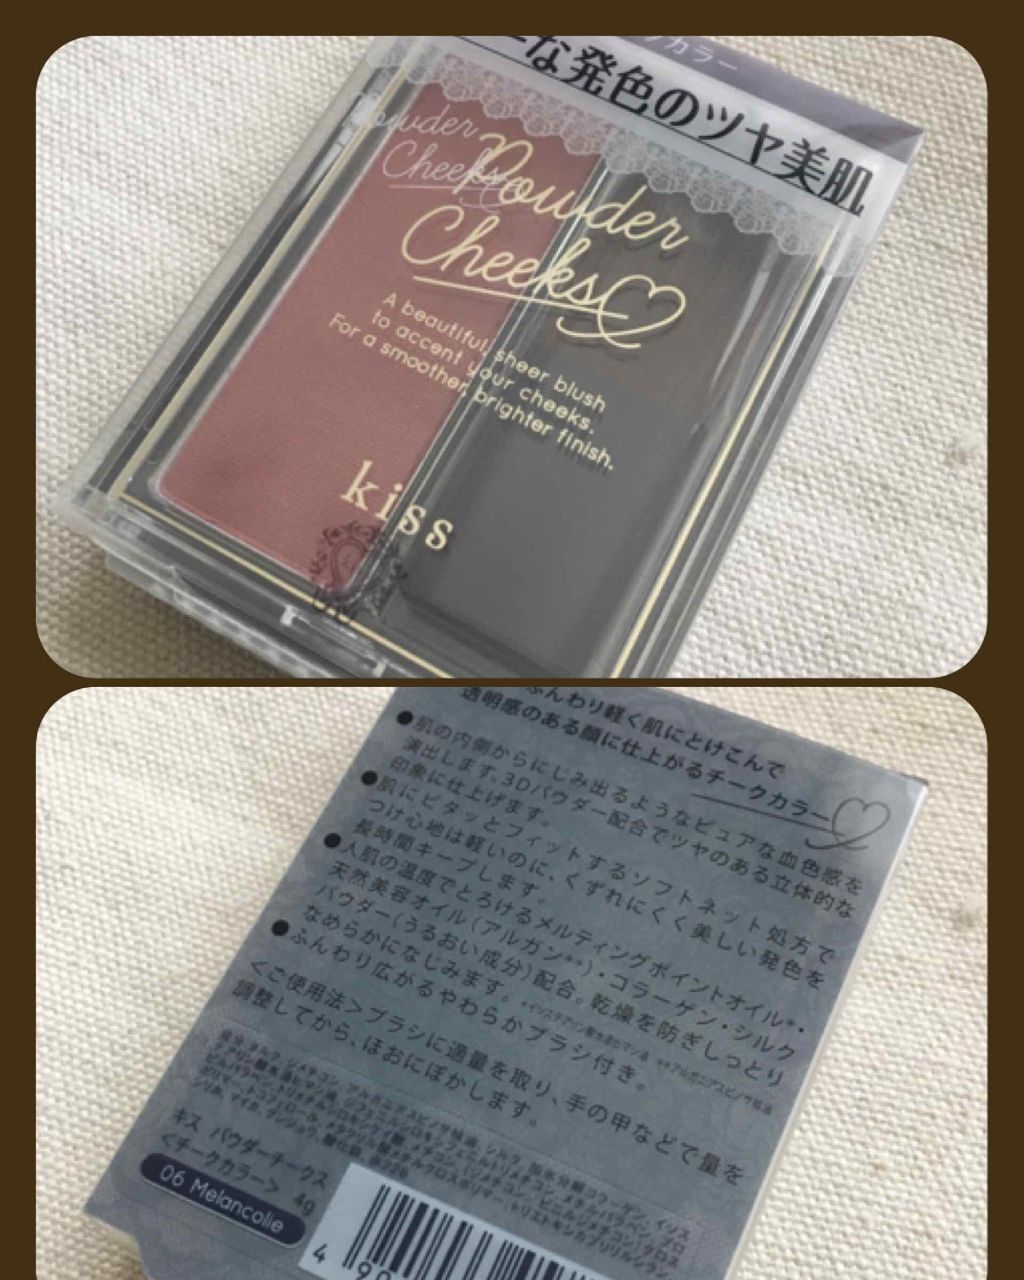 クカラー
な発色のツヤ美肌
Powder
Cheeks
Powder
Cheeks
A beautiful, sheer blush
to accent your cheeks.
For a smoother, brighter finish.
kiss
ふんわり軽く肌にとけこんで
透明感のある顔に仕上がるチークカラー
●肌の内側からにじみ出るようなピュアな血色感を
演出します。3Dパウダー配合でツヤのある立体的な
印象に仕上げます。
●肌にピタッとフィットするソフトネット処方で
つけ心地は軽いのに、くずれにくく美しい発色を
長時間キープします。
●人肌の温度でとろけるメルティングポイントオイル*・
天然美容オイル(アルガン**)・コラーゲン・シルク
パウダー(うるおい成分)配合。乾燥を防ぎしっとり
なめらかになじみます。
●ふんわり広がるやわらかブラシ付き。
<ご使用法>ブラシに適量を取り、手の甲などで量を
調整してから、ほおにぼかします。
キス パウダーチークス
<チークカラー> 4g
06 Melancolie
4
90